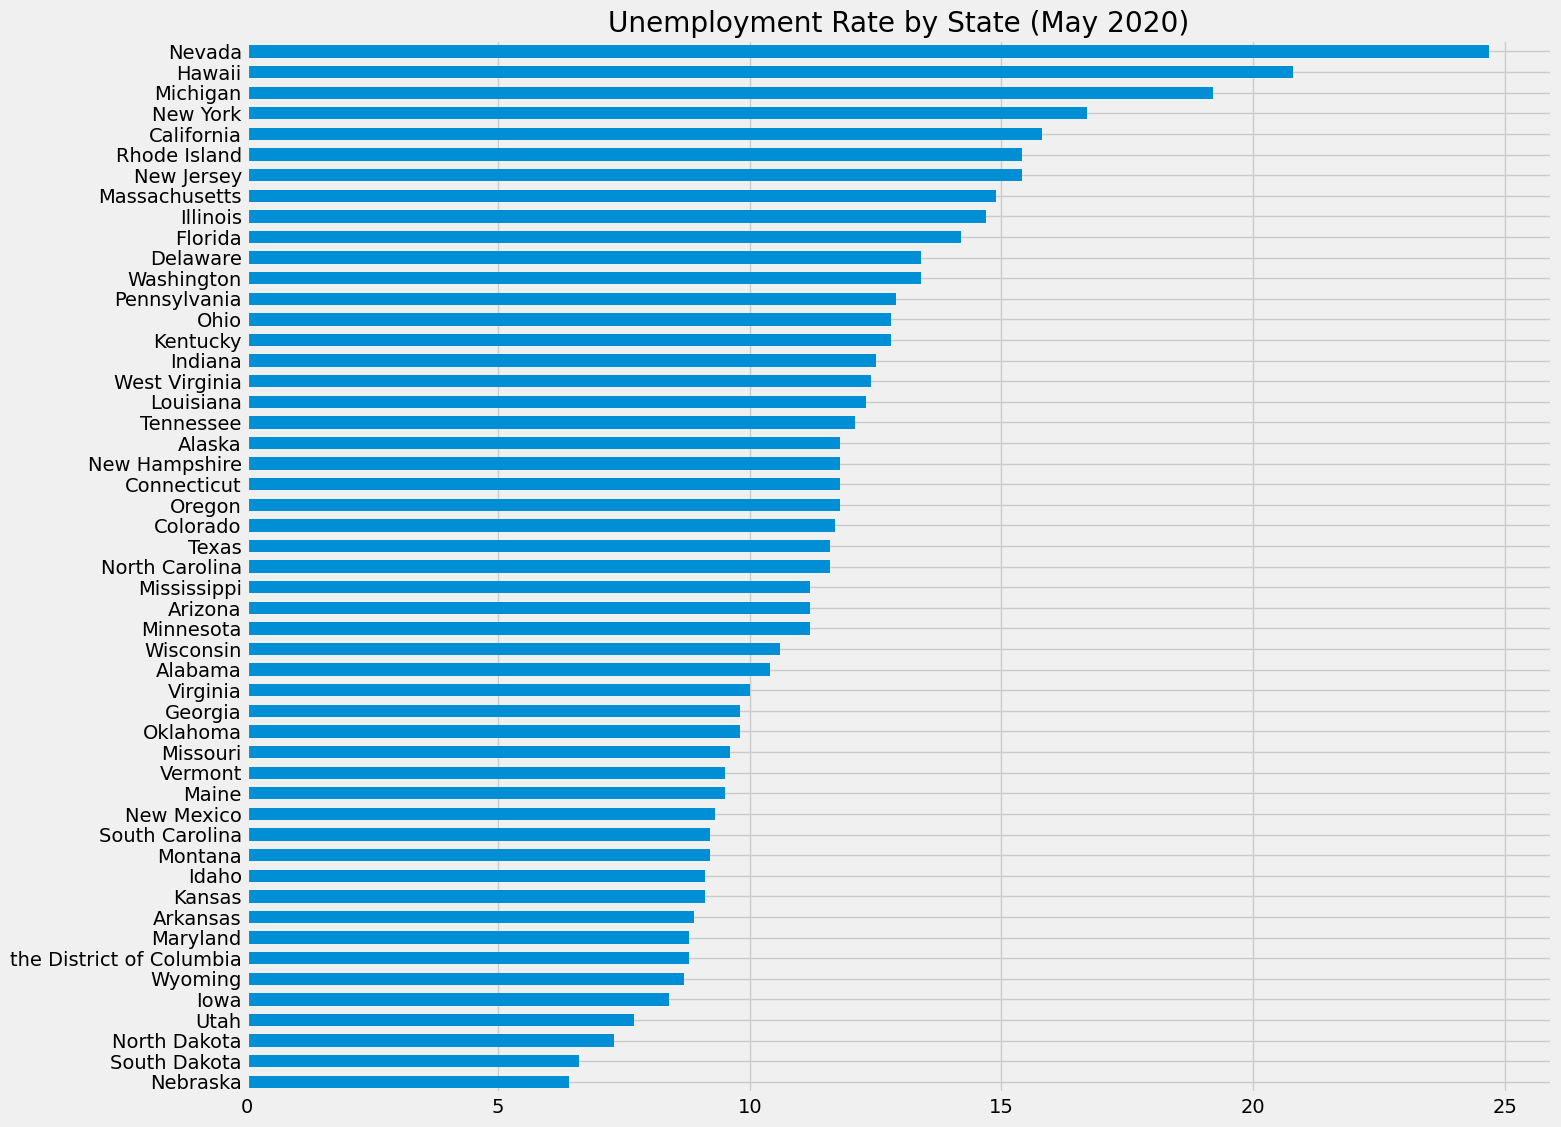 Unemployment Rate by State (May 2020)
Nevada
Hawaii
Michigan
New York
California
Rhode Island
New Jersey
Massachusetts
Illinois
Florida
Delaware
Washington
Pennsylvania
Ohio
Kentucky
Indiana
West Virginia
Louisiana
Tennessee
Alaska
New Hampshire
Connecticut
Oregon
Colorado
Texas
North Carolina
Mississippi
Arizona
Minnesota
Wisconsin
Alabama
Virginia
Georgia
Oklahoma
Missouri
Vermont
Maine
New Mexico
South Carolina
Montana
Idaho
Kansas
Arkansas
Maryland
the District of Columbia
Wyoming
Iowa
Utah
North Dakota
South Dakota
Nebraska
0 5 10 15 20 25